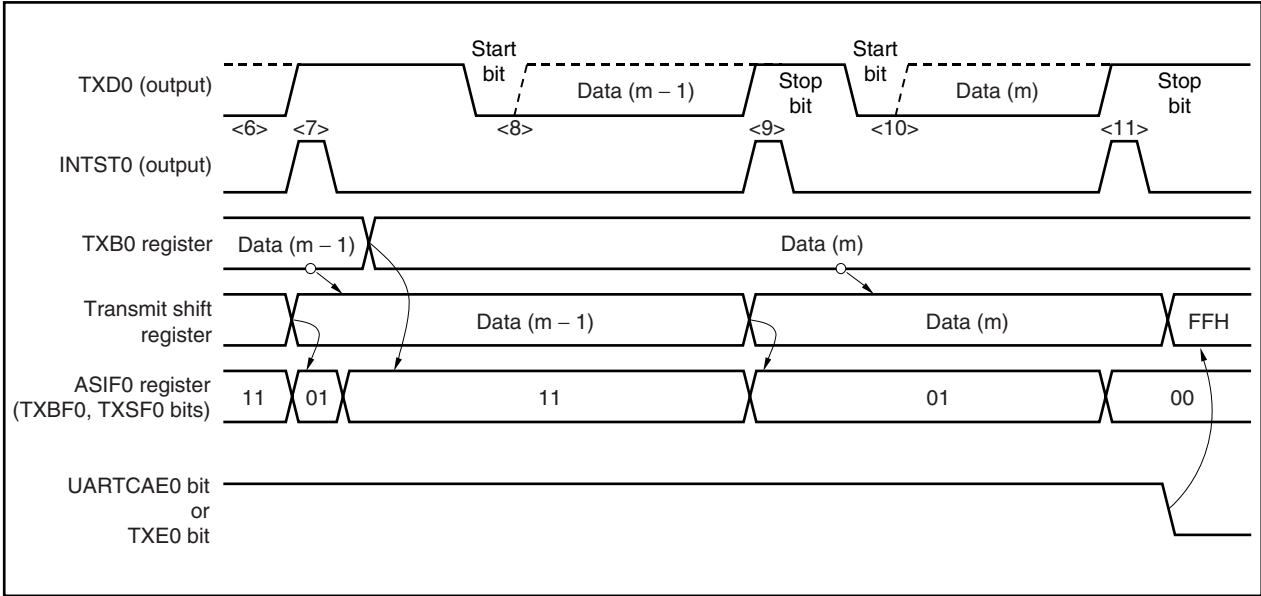 TXD0 (output)
Start
bit
Data (m − 1)
Stop
bit
Start
bit
Data (m)
Stop
bit
<6> <7> <8> <9> <10> <11>
INTST0 (output)
TXB0 register
Data (m − 1)
Data (m)
Transmit shift
register
Data (m − 1)
Data (m)
FFH
ASIF0 register
(TXBF0, TXSF0 bits)
11
01
11
01
00
UARTCAE0 bit
or
TXE0 bit